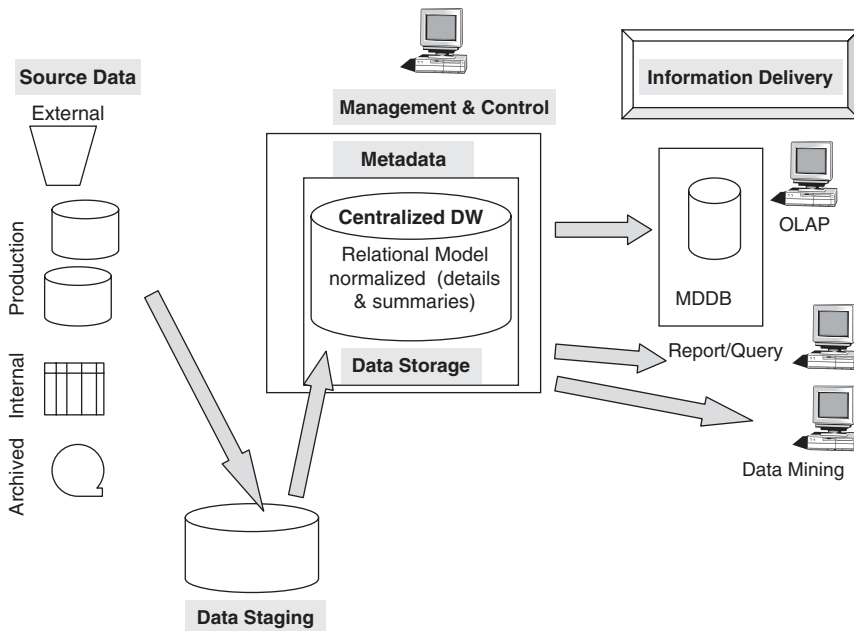 Source Data
External
Production
Internal
Archived
Data Staging
Management & Control
Metadata
Centralized DW
Relational Model
normalized (details
& summaries)
Data Storage
Information Delivery
OLAP
MDDB
Report/Query
Data Mining